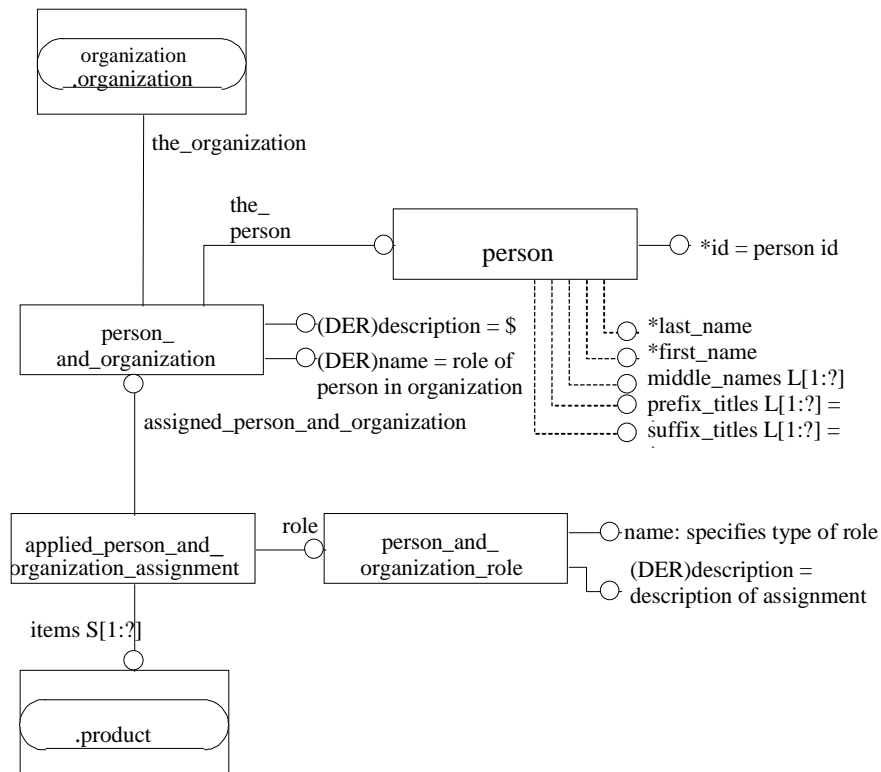 organization
.organization
the_organization
the_
person
person
*id = person id
person_
and_organization
(DER)description = $
(DER)name = role of
person in organization
*last_name
*first_name
middle_names L[1:?]
prefix_titles L[1:?] =
suffix_titles L[1:?] =
assigned_person_and_organization
applied_person_and_
organization_assignment
role
person_and_
organization_role
name: specifies type of role
(DER)description =
description of assignment
items S[1:?]
.product